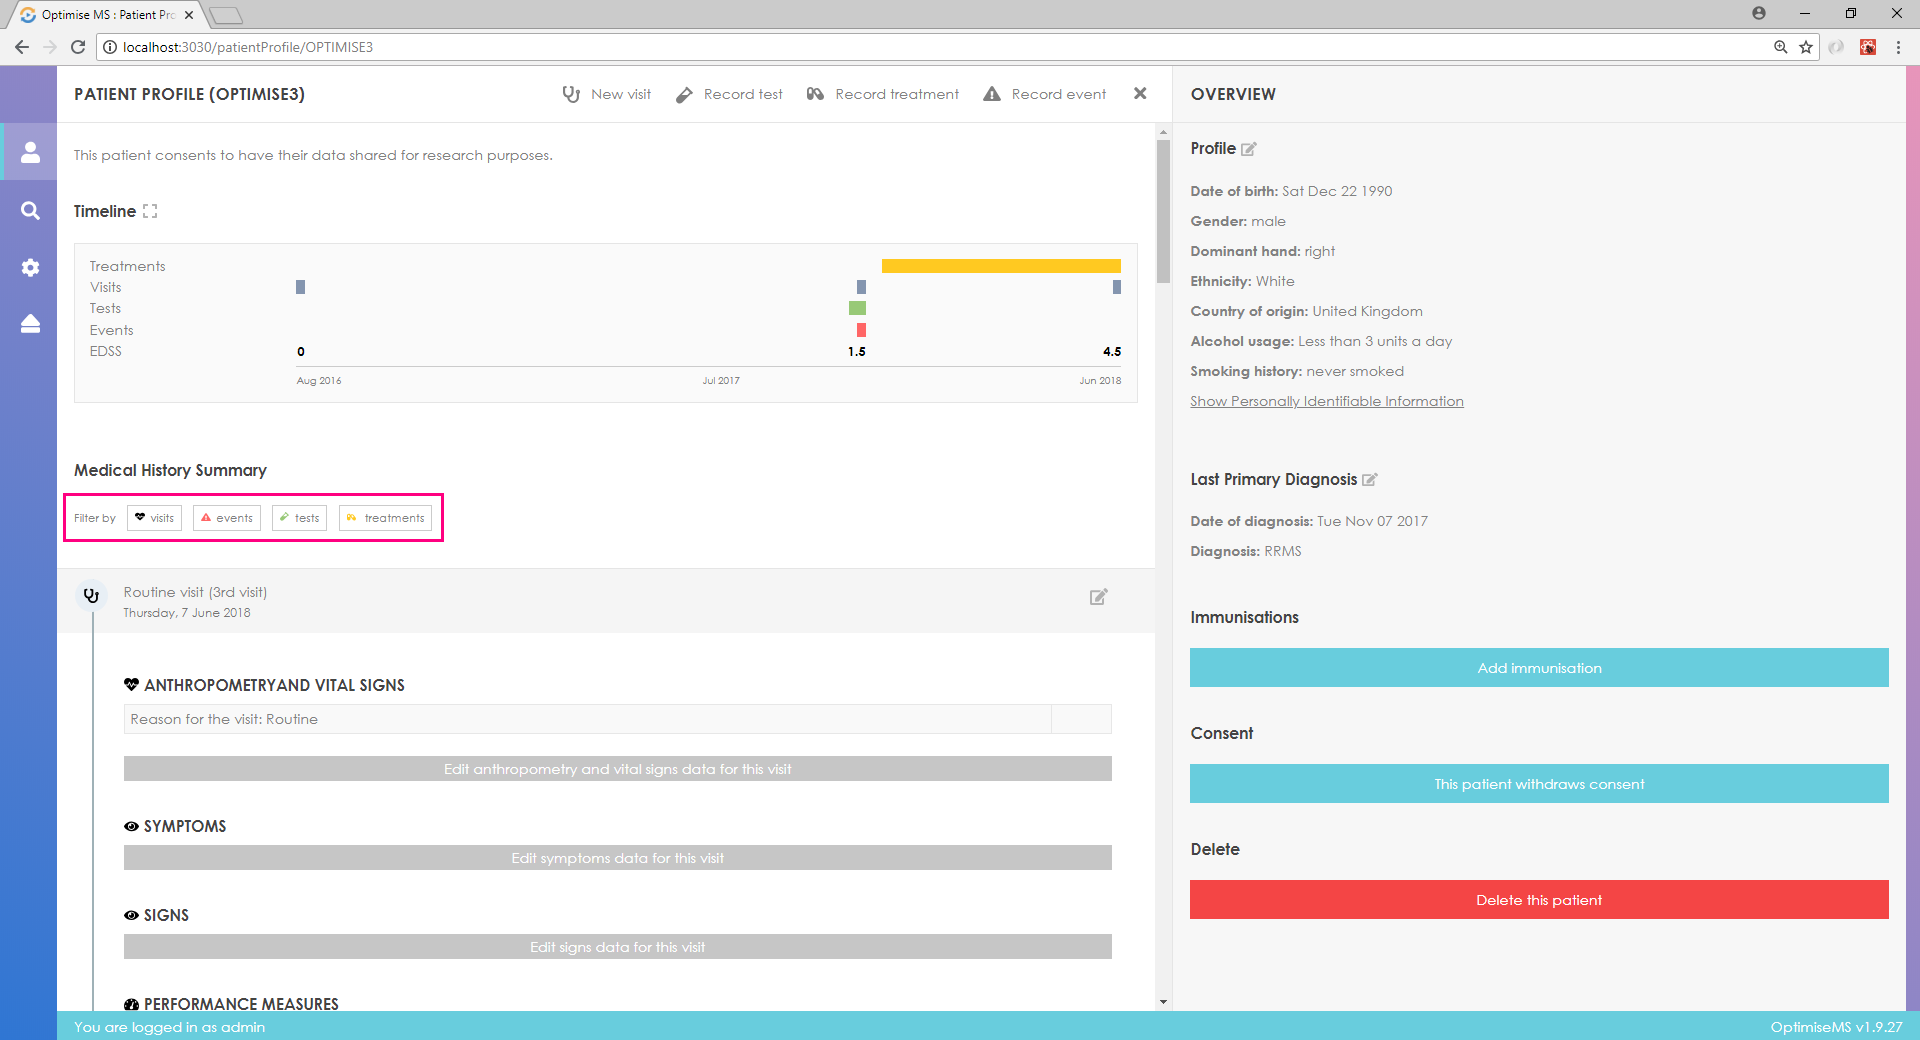 Optimise MS : Patient Pro
localhost:3030/patientProfile/OPTIMISE3
PATIENT PROFILE (OPTIMISE3)
New visit
Record test
Record treatment
Record event
This patient consents to have their data shared for research purposes.
Timeline
Treatments
Visits
Tests
Events
EDSS
0
1.5
4.5
Aug 2016
Jul 2017
Jun 2018
Medical History Summary
Filter by
visits
events
tests
treatments
Routine visit (3rd visit)
Thursday, 7 June 2018
ANTHROPOMETRYAND VITAL SIGNS
Reason for the visit: Routine
Edit anthropometry and vital signs data for this visit
SYMPTOMS
Edit symptoms data for this visit
SIGNS
Edit signs data for this visit
PERFORMANCE MEASURES
OVERVIEW
Profile
Date of birth: Sat Dec 22 1990
Gender: male
Dominant hand: right
Ethnicity: White
Country of origin: United Kingdom
Alcohol usage: Less than 3 units a day
Smoking history: never smoked
Show Personally Identifiable Information
Last Primary Diagnosis
Date of diagnosis: Tue Nov 07 2017
Diagnosis: RRMS
Immunisations
Add immunisation
Consent
This patient withdraws consent
Delete
Delete this patient
You are logged in as admin
OptimiseMS v1.9.27